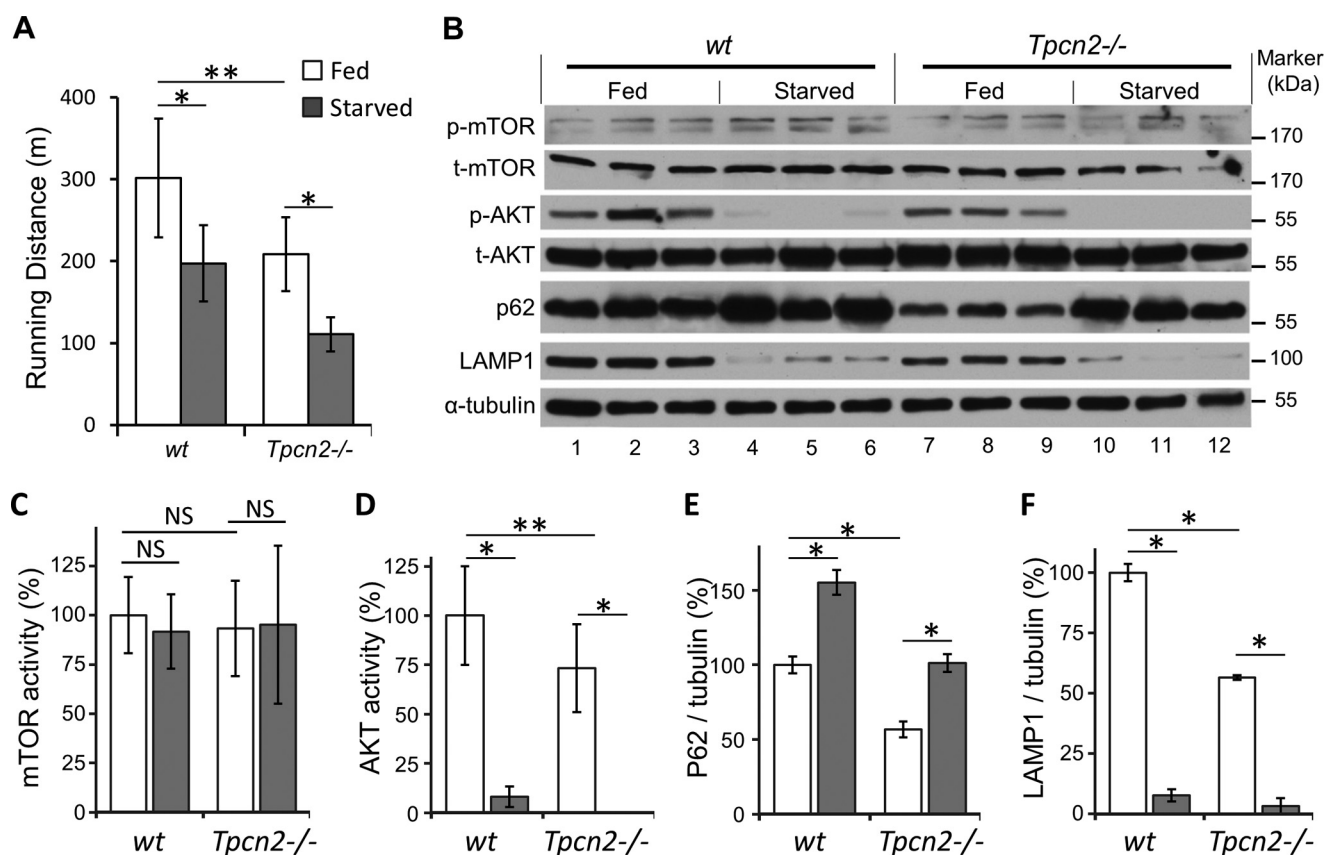 A
** 
Fed
Starved
*
*
400
300
200
100
0
Running Distance (m)
wt
Tpcn2-/-
B
wt
Tpcn2-/-
Marker
(kDa)
Fed
Starved
Fed
Starved
p-mTOR
170
t-mTOR
170
p-AKT
55
t-AKT
55
p62
55
LAMP1
100
α-tubulin
55
1 2 3 4 5 6 7 8 9 10 11 12
C
NS
NS
NS
125
100
75
50
25
0
mTOR activity (%)
wt
Tpcn2-/-
D
**
*
*
125
100
75
50
25
0
AKT activity (%)
wt
Tpcn2-/-
E
*
*
*
150
100
50
0
P62 / tubulin (%)
wt
Tpcn2-/-
F
*
*
*
100
75
50
25
0
LAMP1 / tubulin (%)
wt
Tpcn2-/-